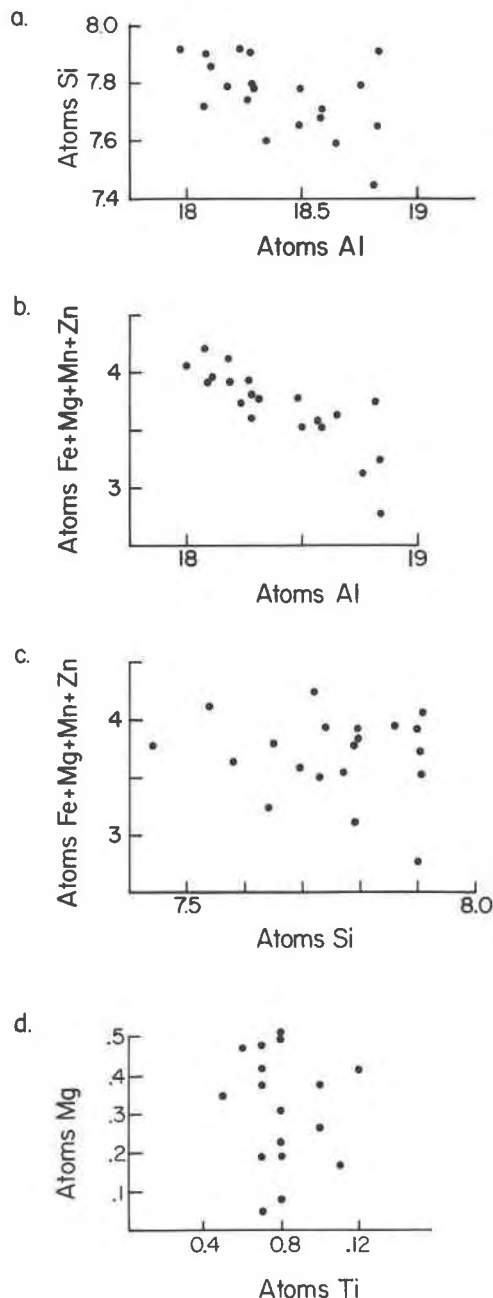 a.
Atoms Si
8.0
7.8
7.6
7.4
18
18.5
19
Atoms Al
b.
Atoms Fe+Mg+Mn+Zn
4
3
18
19
Atoms Al
c.
Atoms Fe+Mg+Mn+Zn
4
3
7.5
8.0
Atoms Si
d.
Atoms Mg
.5
.4
.3
.2
.1
0.4
0.8
.12
Atoms Ti